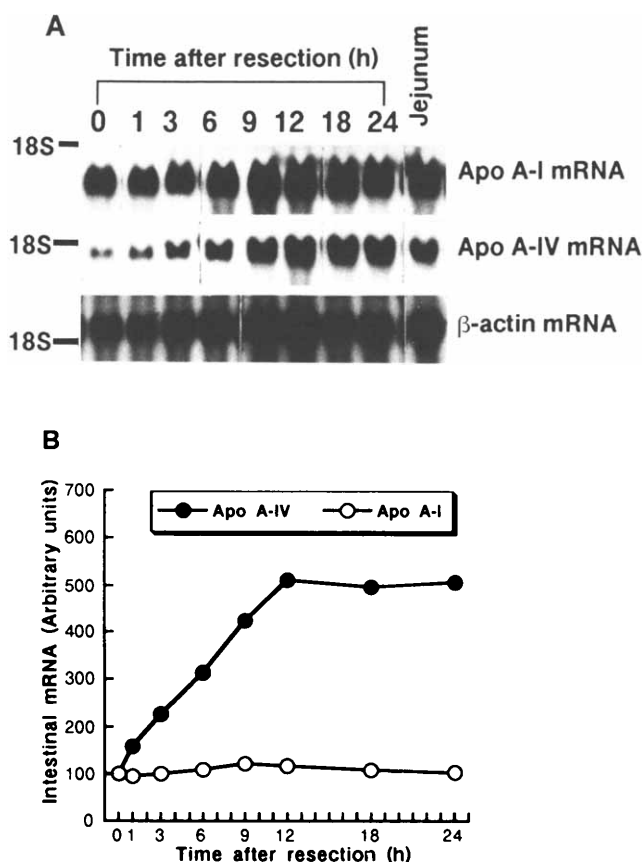 A
Time after resection (h)
Jejunum
0 1 3 6 9 12 18 24
18S
Apo A-I mRNA
18S
Apo A-IV mRNA
18S
β-actin mRNA
B
Apo A-IV Apo A-I
Intestinal mRNA (Arbitrary units)
700
600
500
400
300
200
100
0
0 1 3 6 9 12 18 24
Time after resection (h)